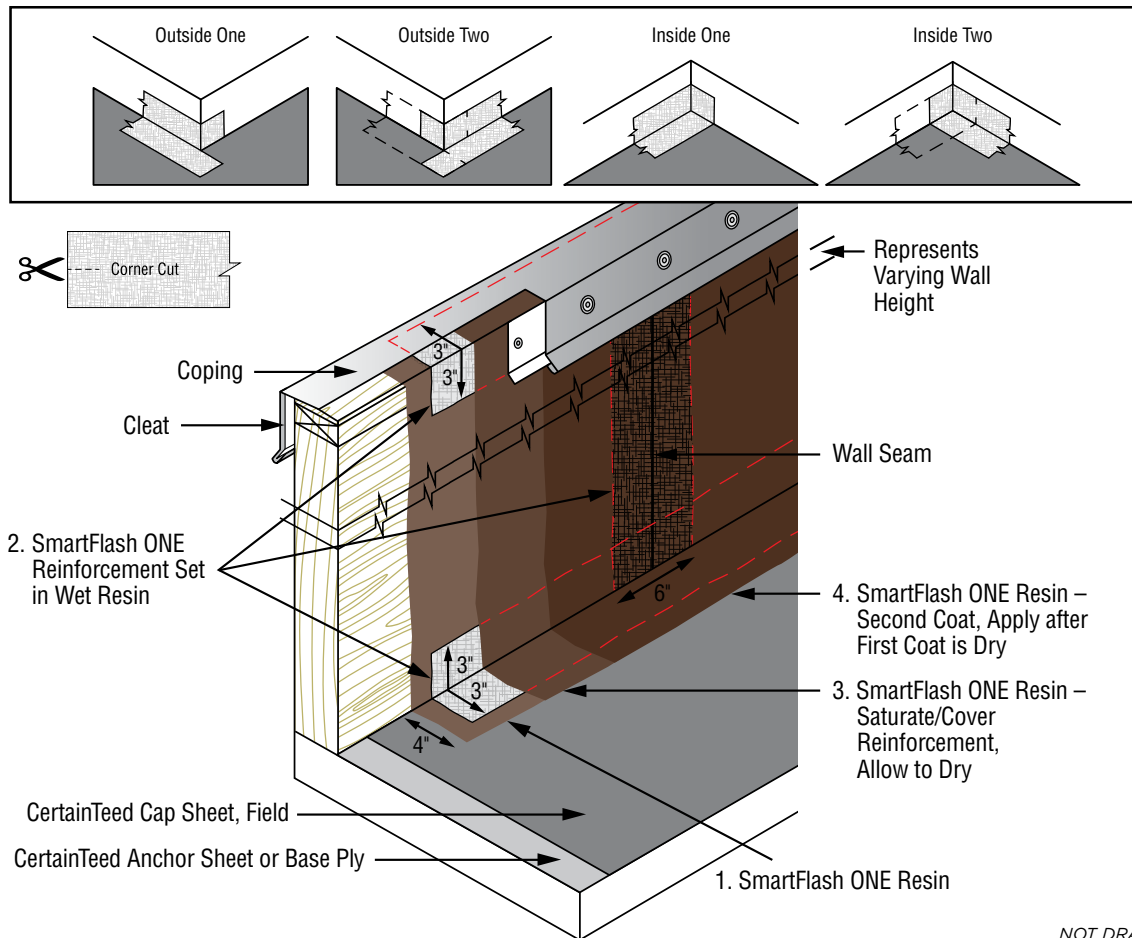 Outside One
Outside Two
Inside One
Inside Two
Corner Cut
Represents
Varying Wall
Height
Coping
3"
3"
Cleat
Wall Seam
2. SmartFlash ONE
Reinforcement Set
in Wet Resin
6"
4. SmartFlash ONE Resin –
Second Coat, Apply after
First Coat is Dry
3"
3"
3. SmartFlash ONE Resin –
Saturate/Cover
Reinforcement,
Allow to Dry
4"
CertainTeed Cap Sheet, Field
CertainTeed Anchor Sheet or Base Ply
1. SmartFlash ONE Resin
NOT DRA